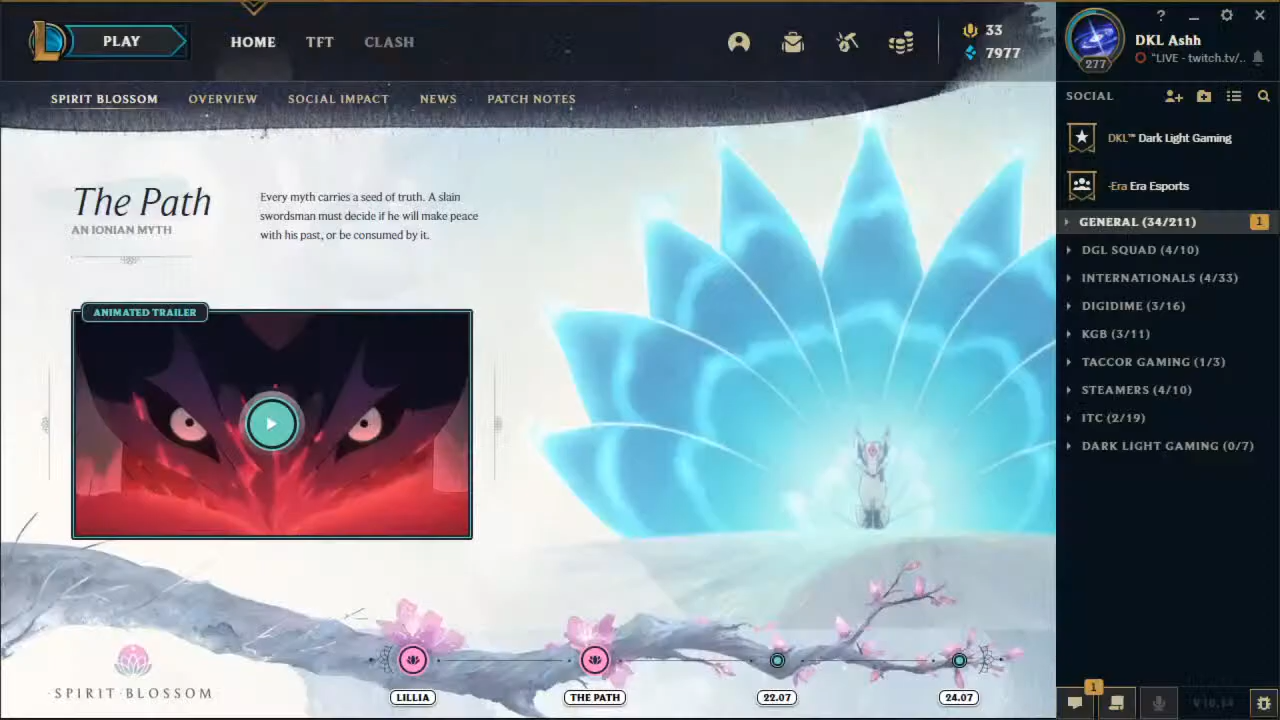 PLAY
HOME
TFT
CLASH
33
7977
277
?
DKL Ashh
"LIVE - twitch.tv/..
SPIRIT BLOSSOM
OVERVIEW
SOCIAL IMPACT
NEWS
PATCH NOTES
SOCIAL
DKL™ Dark Light Gaming
-Era Era Esports
GENERAL (34/211)
1
DGL SQUAD (4/10)
INTERNATIONALS (4/33)
DIGIDIME (3/16)
KGB (3/11)
TACCOR GAMING (1/3)
STEAMERS (4/10)
ITC (2/19)
DARK LIGHT GAMING (0/7)
The Path
AN IONIAN MYTH
Every myth carries a seed of truth. A slain
swordsman must decide if he will make peace
with his past, or be consumed by it.
ANIMATED TRAILER
SPIRIT BLOSSOM
LILLIA
THE PATH
22.07
24.07
1
V10.14